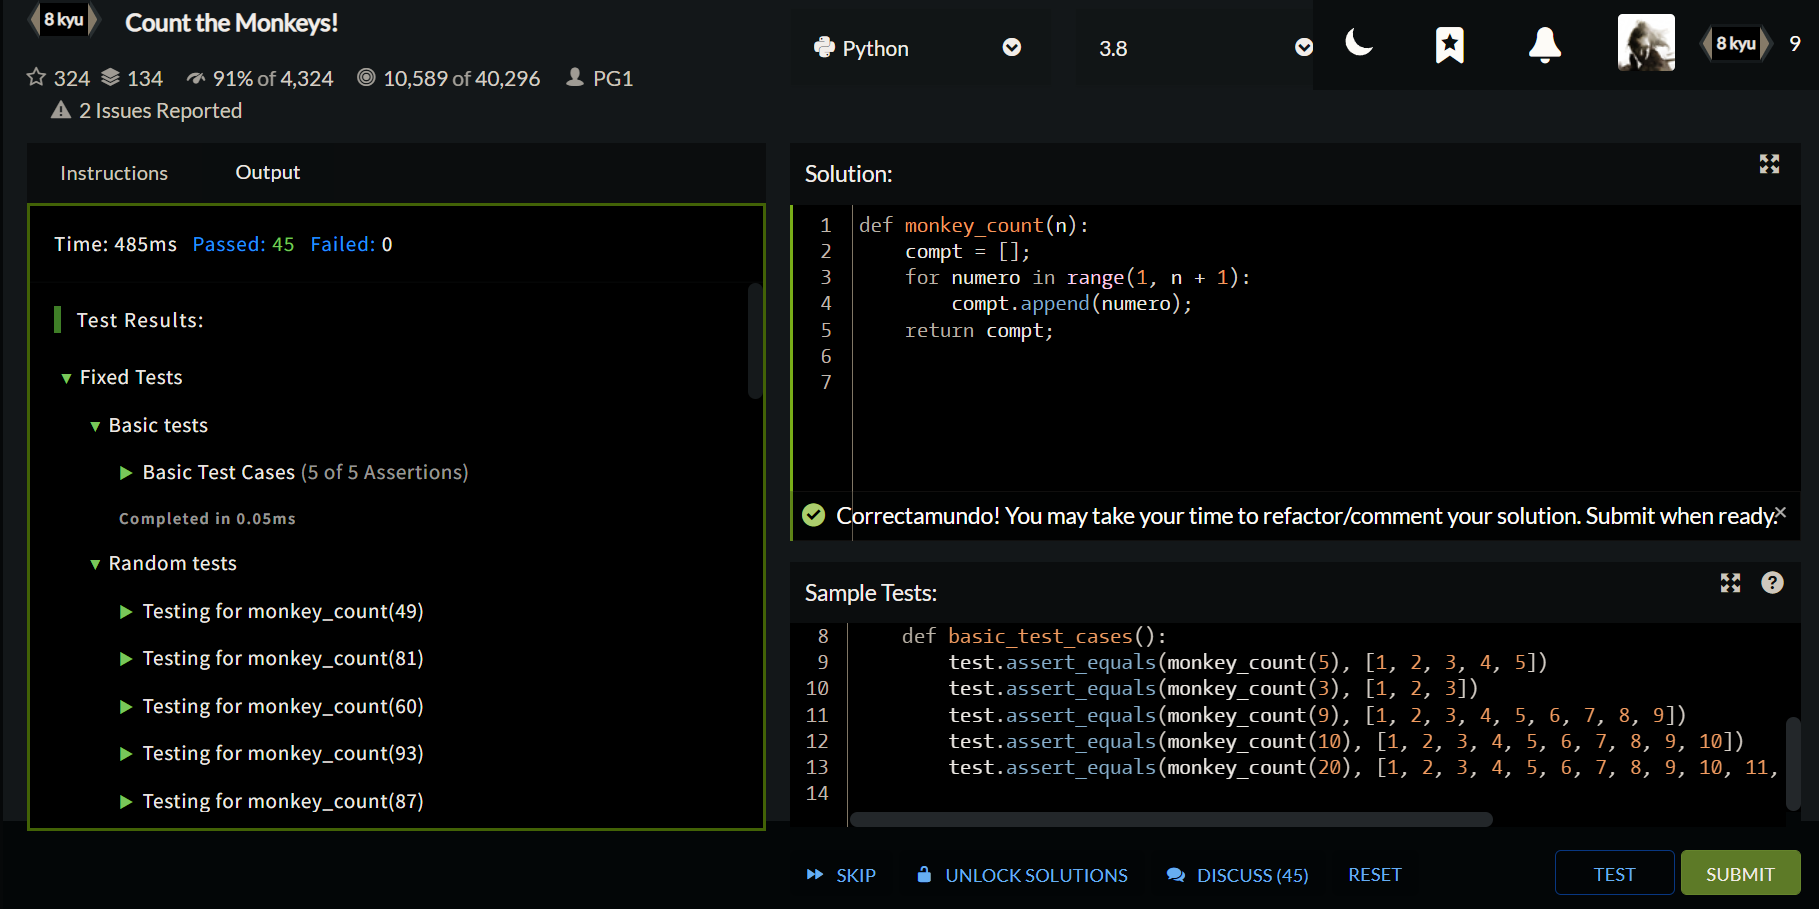 8 kyu Count the Monkeys!
324 134 91% of 4,324 10,589 of 40,296 PG1
2 Issues Reported
Python 3.8 8 kyu 9
Instructions Output
Time: 485ms Passed: 45 Failed: 0
Test Results:
▼ Fixed Tests
▼ Basic tests
▶ Basic Test Cases (5 of 5 Assertions)
Completed in 0.05ms
▼ Random tests
▶ Testing for monkey_count(49)
▶ Testing for monkey_count(81)
▶ Testing for monkey_count(60)
▶ Testing for monkey_count(93)
▶ Testing for monkey_count(87)
Solution:
1 def monkey_count(n):
2     compt = [];
3     for numero in range(1, n + 1):
4         compt.append(numero);
5     return compt;
6
7
Correctamundo! You may take your time to refactor/comment your solution. Submit when ready.
Sample Tests:
8     def basic_test_cases():
9         test.assert_equals(monkey_count(5), [1, 2, 3, 4, 5])
10         test.assert_equals(monkey_count(3), [1, 2, 3])
11         test.assert_equals(monkey_count(9), [1, 2, 3, 4, 5, 6, 7, 8, 9])
12         test.assert_equals(monkey_count(10), [1, 2, 3, 4, 5, 6, 7, 8, 9, 10])
13         test.assert_equals(monkey_count(20), [1, 2, 3, 4, 5, 6, 7, 8, 9, 10, 11,
14
SKIP UNLOCK SOLUTIONS DISCUSS (45) RESET TEST SUBMIT